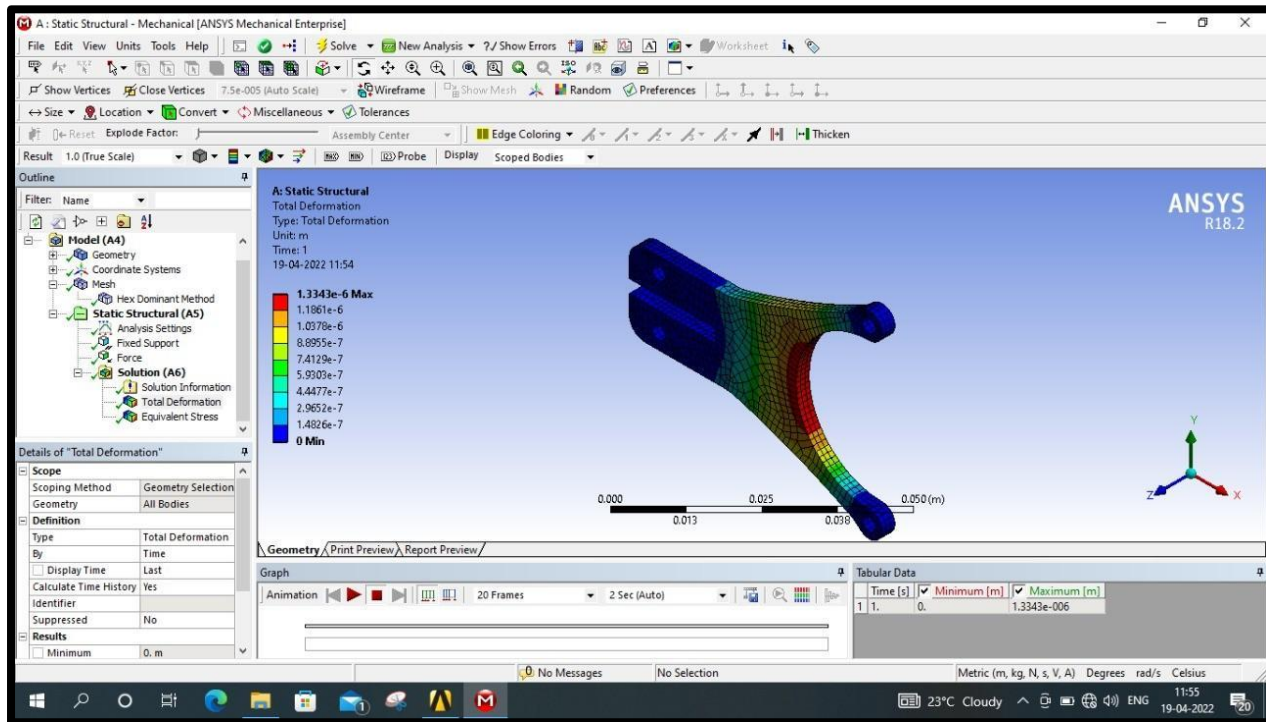 A : Static Structural - Mechanical [ANSYS Mechanical Enterprise]
File Edit View Units Tools Help Solve New Analysis ?/ Show Errors Worksheet
Show Vertices Close Vertices 7.5e-005 (Auto Scale) Wireframe Show Mesh Random Preferences
Size Location Convert Miscellaneous Tolerances
Reset Explode Factor: Assembly Center Edge Coloring Thicken
Result 1.0 (True Scale) Probe Display Scoped Bodies
Outline
Filter: Name
Model (A4)
Geometry
Coordinate Systems
Mesh
Hex Dominant Method
Static Structural (A5)
Analysis Settings
Fixed Support
Force
Solution (A6)
Solution Information
Total Deformation
Equivalent Stress
Details of "Total Deformation"
Scope
Scoping Method Geometry Selection
Geometry All Bodies
Definition
Type Total Deformation
By Time
Display Time Last
Calculate Time History Yes
Identifier
Suppressed No
Results
Minimum 0. m
A: Static Structural
Total Deformation
Type: Total Deformation
Unit: m
Time: 1
19-04-2022 11:54
1.3343e-6 Max
1.1861e-6
1.0378e-6
8.8955e-7
7.4129e-7
5.9303e-7
4.4477e-7
2.9652e-7
1.4826e-7
0 Min
ANSYS
R18.2
Y
Z X
0.000 0.025 0.050 (m)
0.013 0.038
Geometry Print Preview Report Preview
Graph
Animation 20 Frames 2 Sec (Auto)
Tabular Data
Time [s] Minimum [m] Maximum [m]
1 1. 0. 1.3343e-006
0 No Messages No Selection Metric (m, kg, N, s, V, A) Degrees rad/s Celsius
23°C Cloudy ENG 11:55
19-04-2022 20